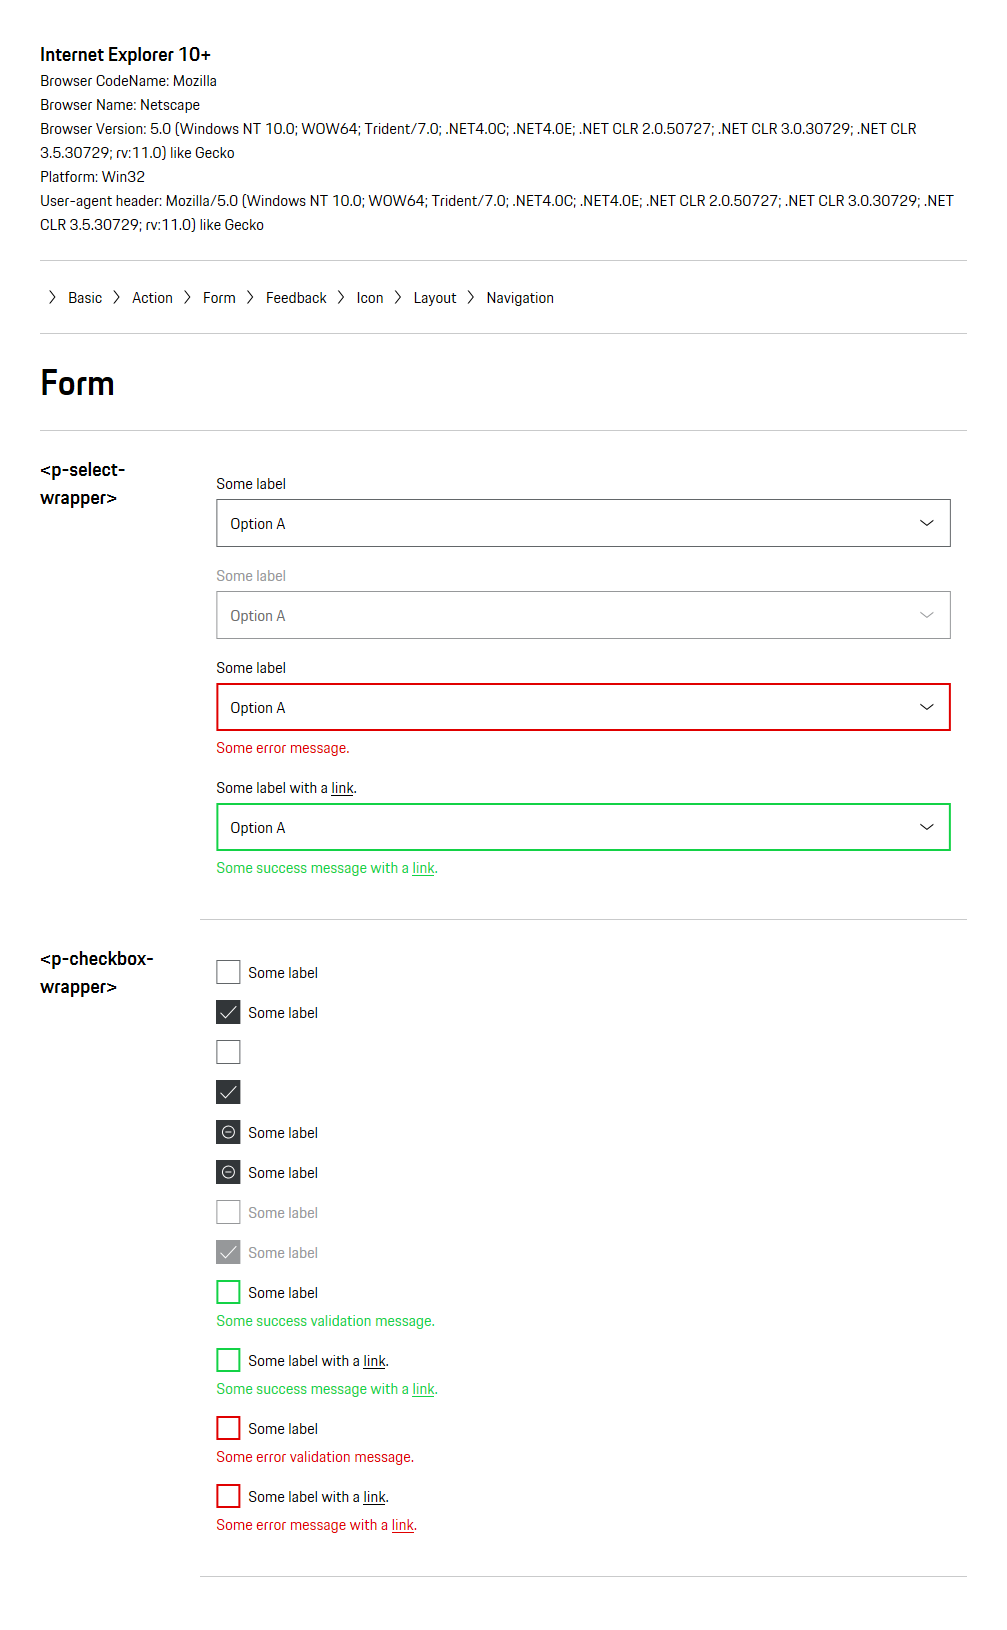 Internet Explorer 10+
Browser CodeName: Mozilla
Browser Name: Netscape
Browser Version: 5.0 (Windows NT 10.0; WOW64; Trident/7.0; .NET4.0C; .NET4.0E; .NET CLR 2.0.50727; .NET CLR 3.0.30729; .NET CLR
3.5.30729; rv:11.0) like Gecko
Platform: Win32
User-agent header: Mozilla/5.0 (Windows NT 10.0; WOW64; Trident/7.0; .NET4.0C; .NET4.0E; .NET CLR 2.0.50727; .NET CLR 3.0.30729; .NET
CLR 3.5.30729; rv:11.0) like Gecko
Basic Action Form Feedback Icon Layout Navigation
Form
<p-select-
wrapper>
Some label
Option A
Some label
Option A
Some label
Option A
Some error message.
Some label with a link.
Option A
Some success message with a link.
<p-checkbox-
wrapper>
Some label
Some label
Some label
Some label
Some label
Some label
Some label
Some success validation message.
Some label with a link.
Some success message with a link.
Some label
Some error validation message.
Some label with a link.
Some error message with a link.